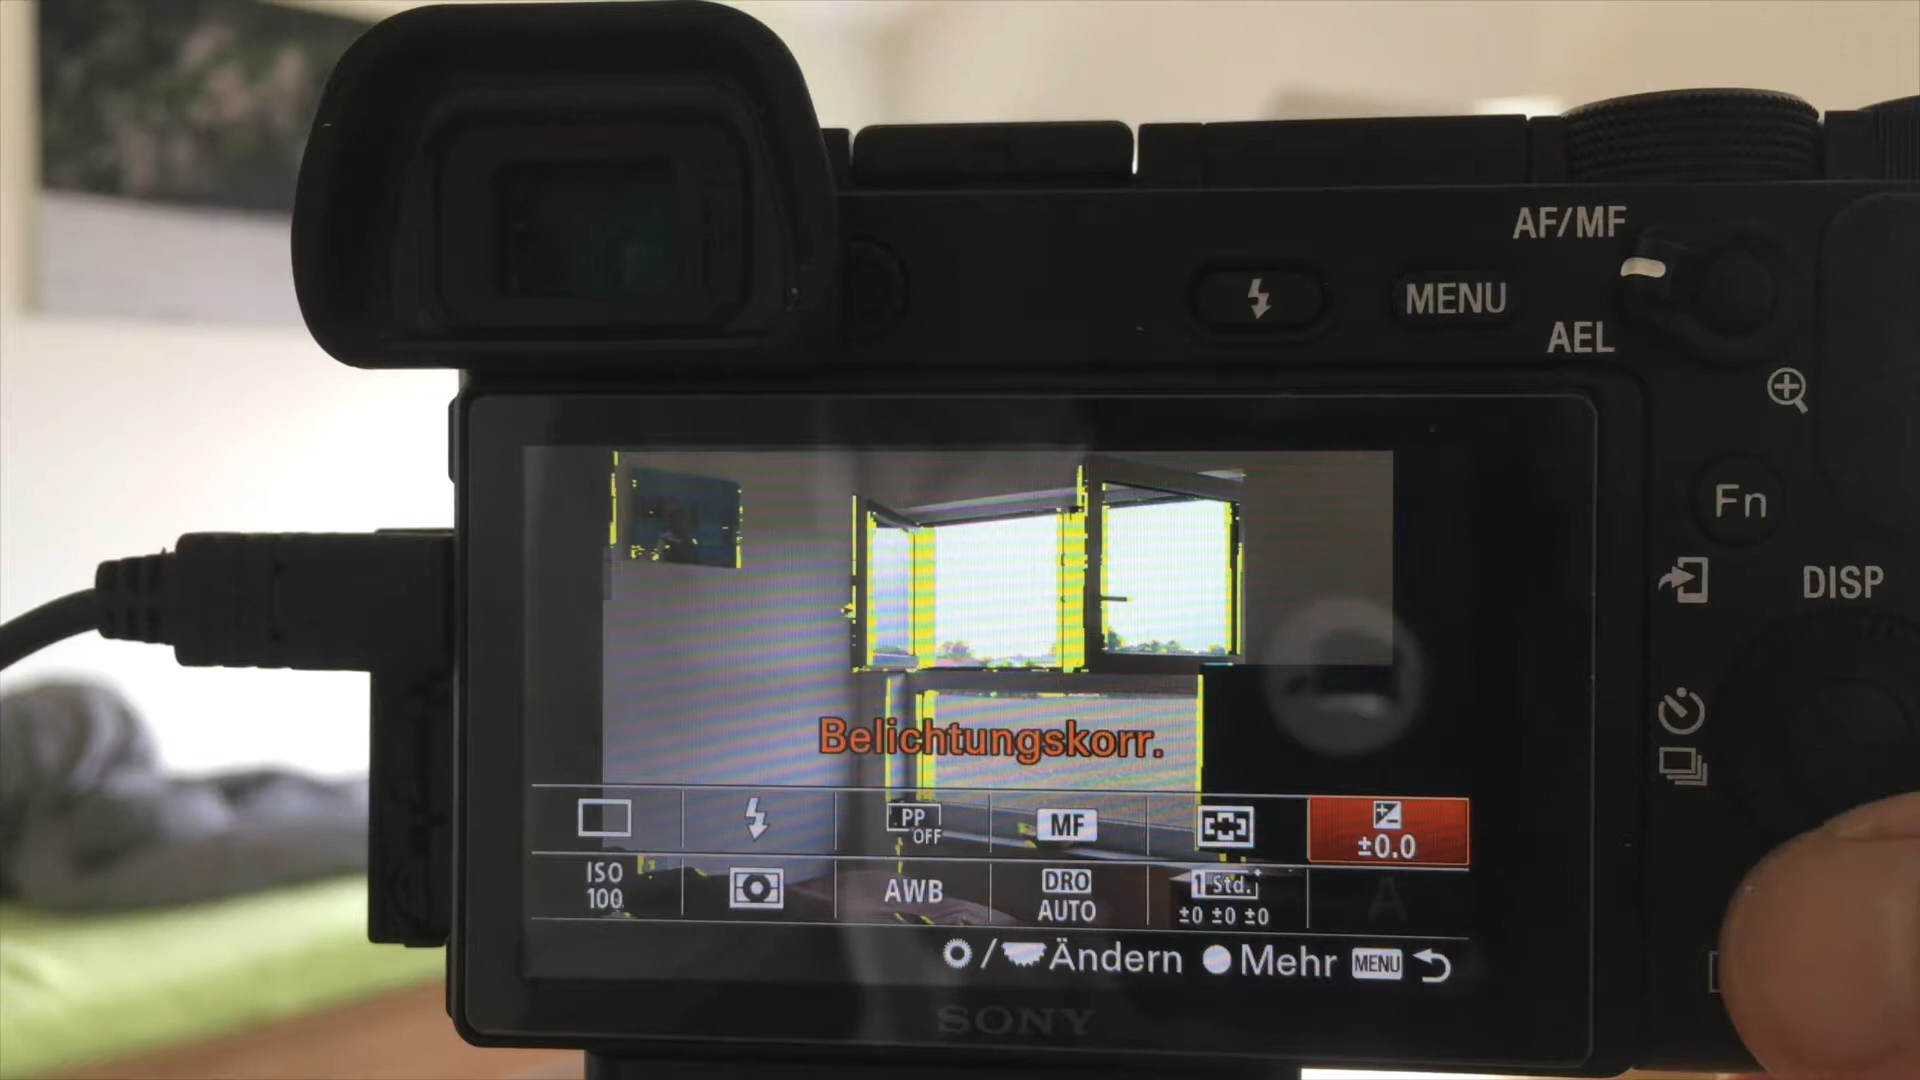 AF/MF
MENU
AEL
Fn
DISP
Belichtungskorr.
PP OFF
MF
±0.0
ISO 100
AWB
DRO AUTO
1 Std.
±0 ±0 ±0
A
/ Ändern Mehr MENU
SONY